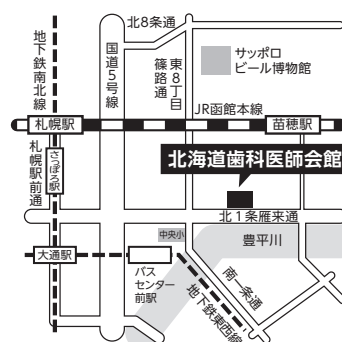 北8条通
地下鉄南北線
国道5号線
東8丁目
篠路通
サッポロ
ビール博物館
JR函館本線
札幌駅
苗穂駅
さっぽろ駅
札幌駅前通
北海道歯科医師会館
北1条雁来通
中央小
豊平川
大通駅
バス
センター
前駅
南一条通
地下鉄東西線